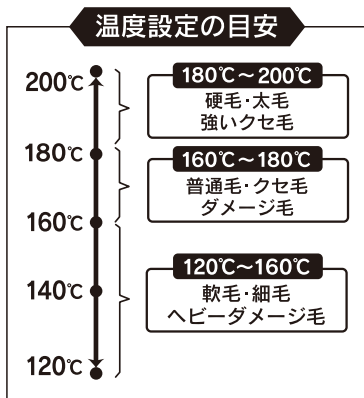 温度設定の目安
200℃
180℃
160℃
140℃
120℃
180℃～200℃
硬毛・太毛
強いクセ毛
160℃～180℃
普通毛・クセ毛
ダメージ毛
120℃～160℃
軟毛・細毛
ヘビーダメージ毛